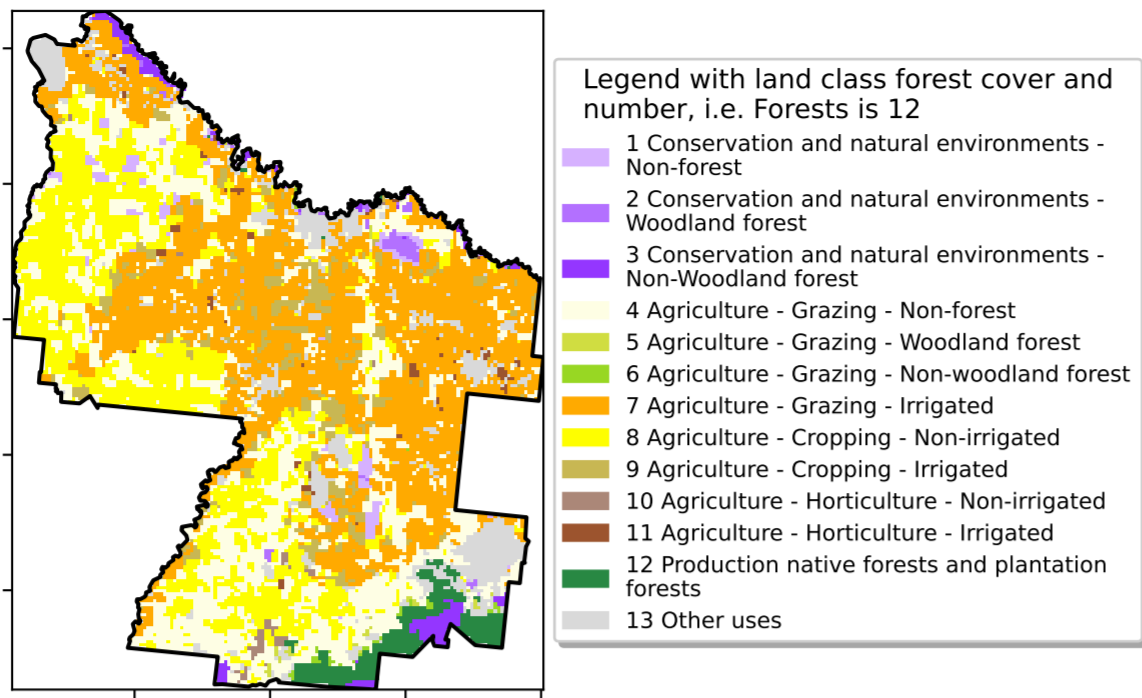 Legend with land class forest cover and
number, i.e. Forests is 12
1 Conservation and natural environments -
Non-forest
2 Conservation and natural environments -
Woodland forest
3 Conservation and natural environments -
Non-Woodland forest
4 Agriculture - Grazing - Non-forest
5 Agriculture - Grazing - Woodland forest
6 Agriculture - Grazing - Non-woodland forest
7 Agriculture - Grazing - Irrigated
8 Agriculture - Cropping - Non-irrigated
9 Agriculture - Cropping - Irrigated
10 Agriculture - Horticulture - Non-irrigated
11 Agriculture - Horticulture - Irrigated
12 Production native forests and plantation
forests
13 Other uses